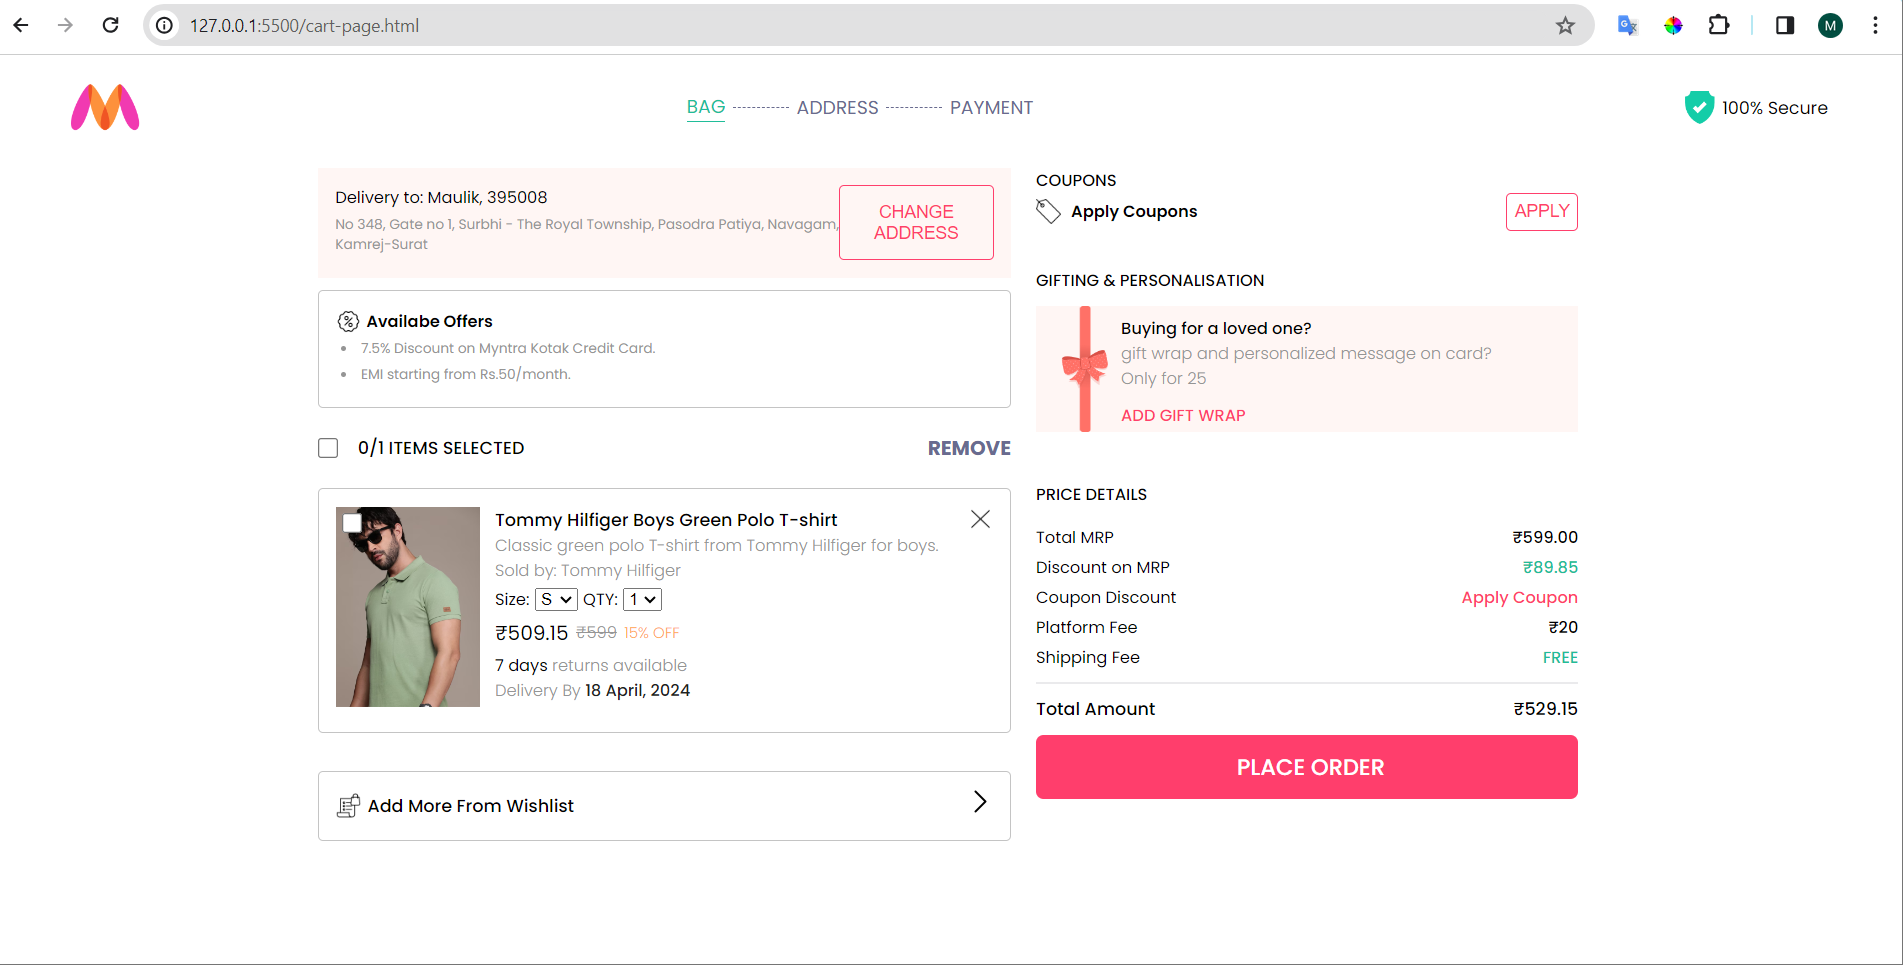 127.0.0.1:5500/cart-page.html
M
BAG ----------- ADDRESS ----------- PAYMENT
100% Secure
Delivery to: Maulik, 395008
No 348, Gate no 1, Surbhi - The Royal Township, Pasodra Patiya, Navagam,
Kamrej-Surat
CHANGE
ADDRESS
Availabe Offers
7.5% Discount on Myntra Kotak Credit Card.
EMI starting from Rs.50/month.
0/1 ITEMS SELECTED
REMOVE
Tommy Hilfiger Boys Green Polo T-shirt
Classic green polo T-shirt from Tommy Hilfiger for boys.
Sold by: Tommy Hilfiger
Size: S QTY: 1
₹509.15 ₹599 15% OFF
7 days returns available
Delivery By 18 April, 2024
Add More From Wishlist
COUPONS
Apply Coupons
APPLY
GIFTING & PERSONALISATION
Buying for a loved one?
gift wrap and personalized message on card?
Only for 25
ADD GIFT WRAP
PRICE DETAILS
Total MRP ₹599.00
Discount on MRP ₹89.85
Coupon Discount Apply Coupon
Platform Fee ₹20
Shipping Fee FREE
Total Amount ₹529.15
PLACE ORDER